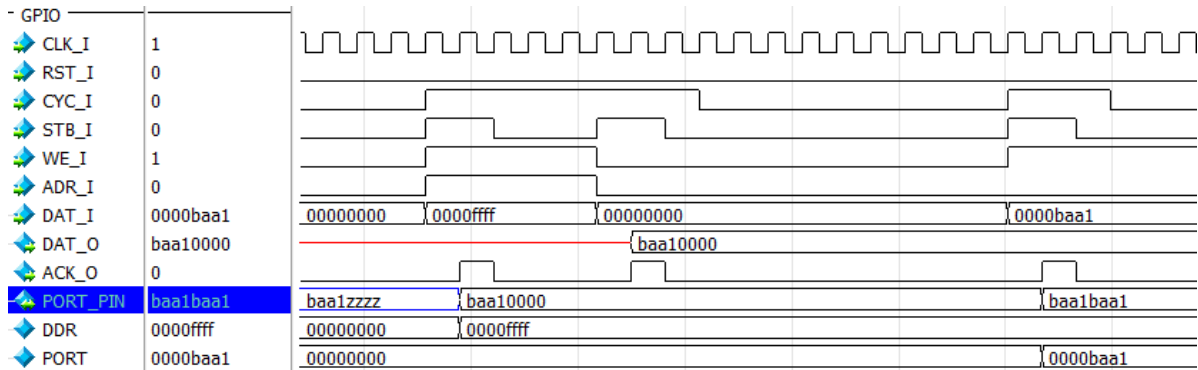 GPIO
CLK_I 1
RST_I 0
CYC_I 0
STB_I 0
WE_I 1
ADR_I 0
DAT_I 0000baa1 00000000 0000ffff 00000000 0000baa1
DAT_O baa10000 baa10000
ACK_O 0
PORT_PIN baa1baa1 baa1zzzz baa10000 baa1baa1
DDR 0000ffff 00000000 0000ffff
PORT 0000baa1 00000000 0000baa1